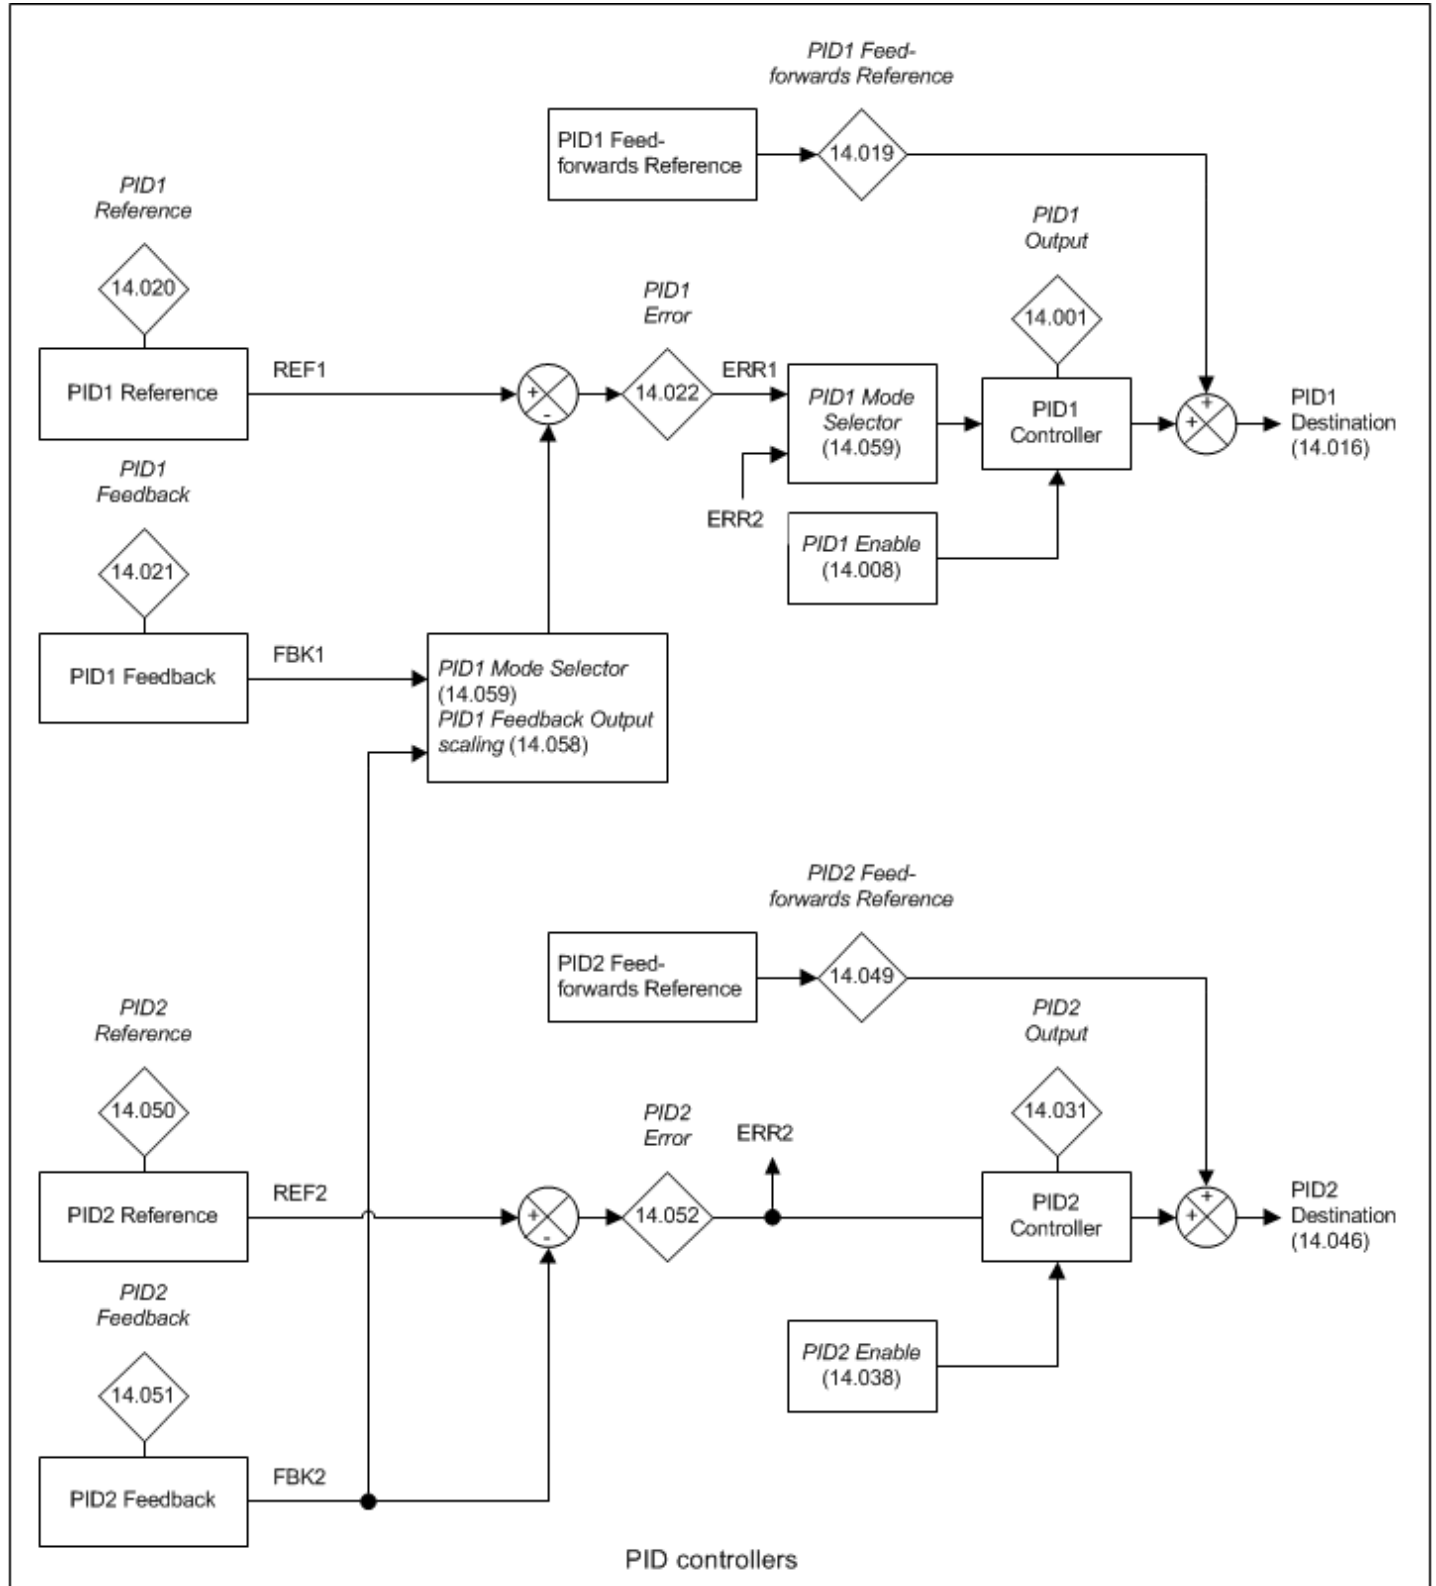 PID1 Feed-
forwards Reference
PID1 Feed-
forwards Reference
14.019
PID1
Reference
14.020
PID1
Output
14.001
PID1
Error
14.022
PID1 Reference
REF1
+
-
ERR1
PID1 Mode
Selector
(14.059)
PID1
Controller
+
+
PID1
Destination
(14.016)
ERR2
PID1 Enable
(14.008)
PID1
Feedback
14.021
PID1 Feedback
FBK1
PID1 Mode Selector
(14.059)
PID1 Feedback Output
scaling (14.058)
PID2 Feed-
forwards Reference
PID2 Feed-
forwards Reference
14.049
PID2
Reference
14.050
PID2
Output
14.031
PID2
Error
14.052
ERR2
PID2 Reference
REF2
+
-
PID2
Controller
+
+
PID2
Destination
(14.046)
PID2 Enable
(14.038)
PID2
Feedback
14.051
PID2 Feedback
FBK2
PID controllers